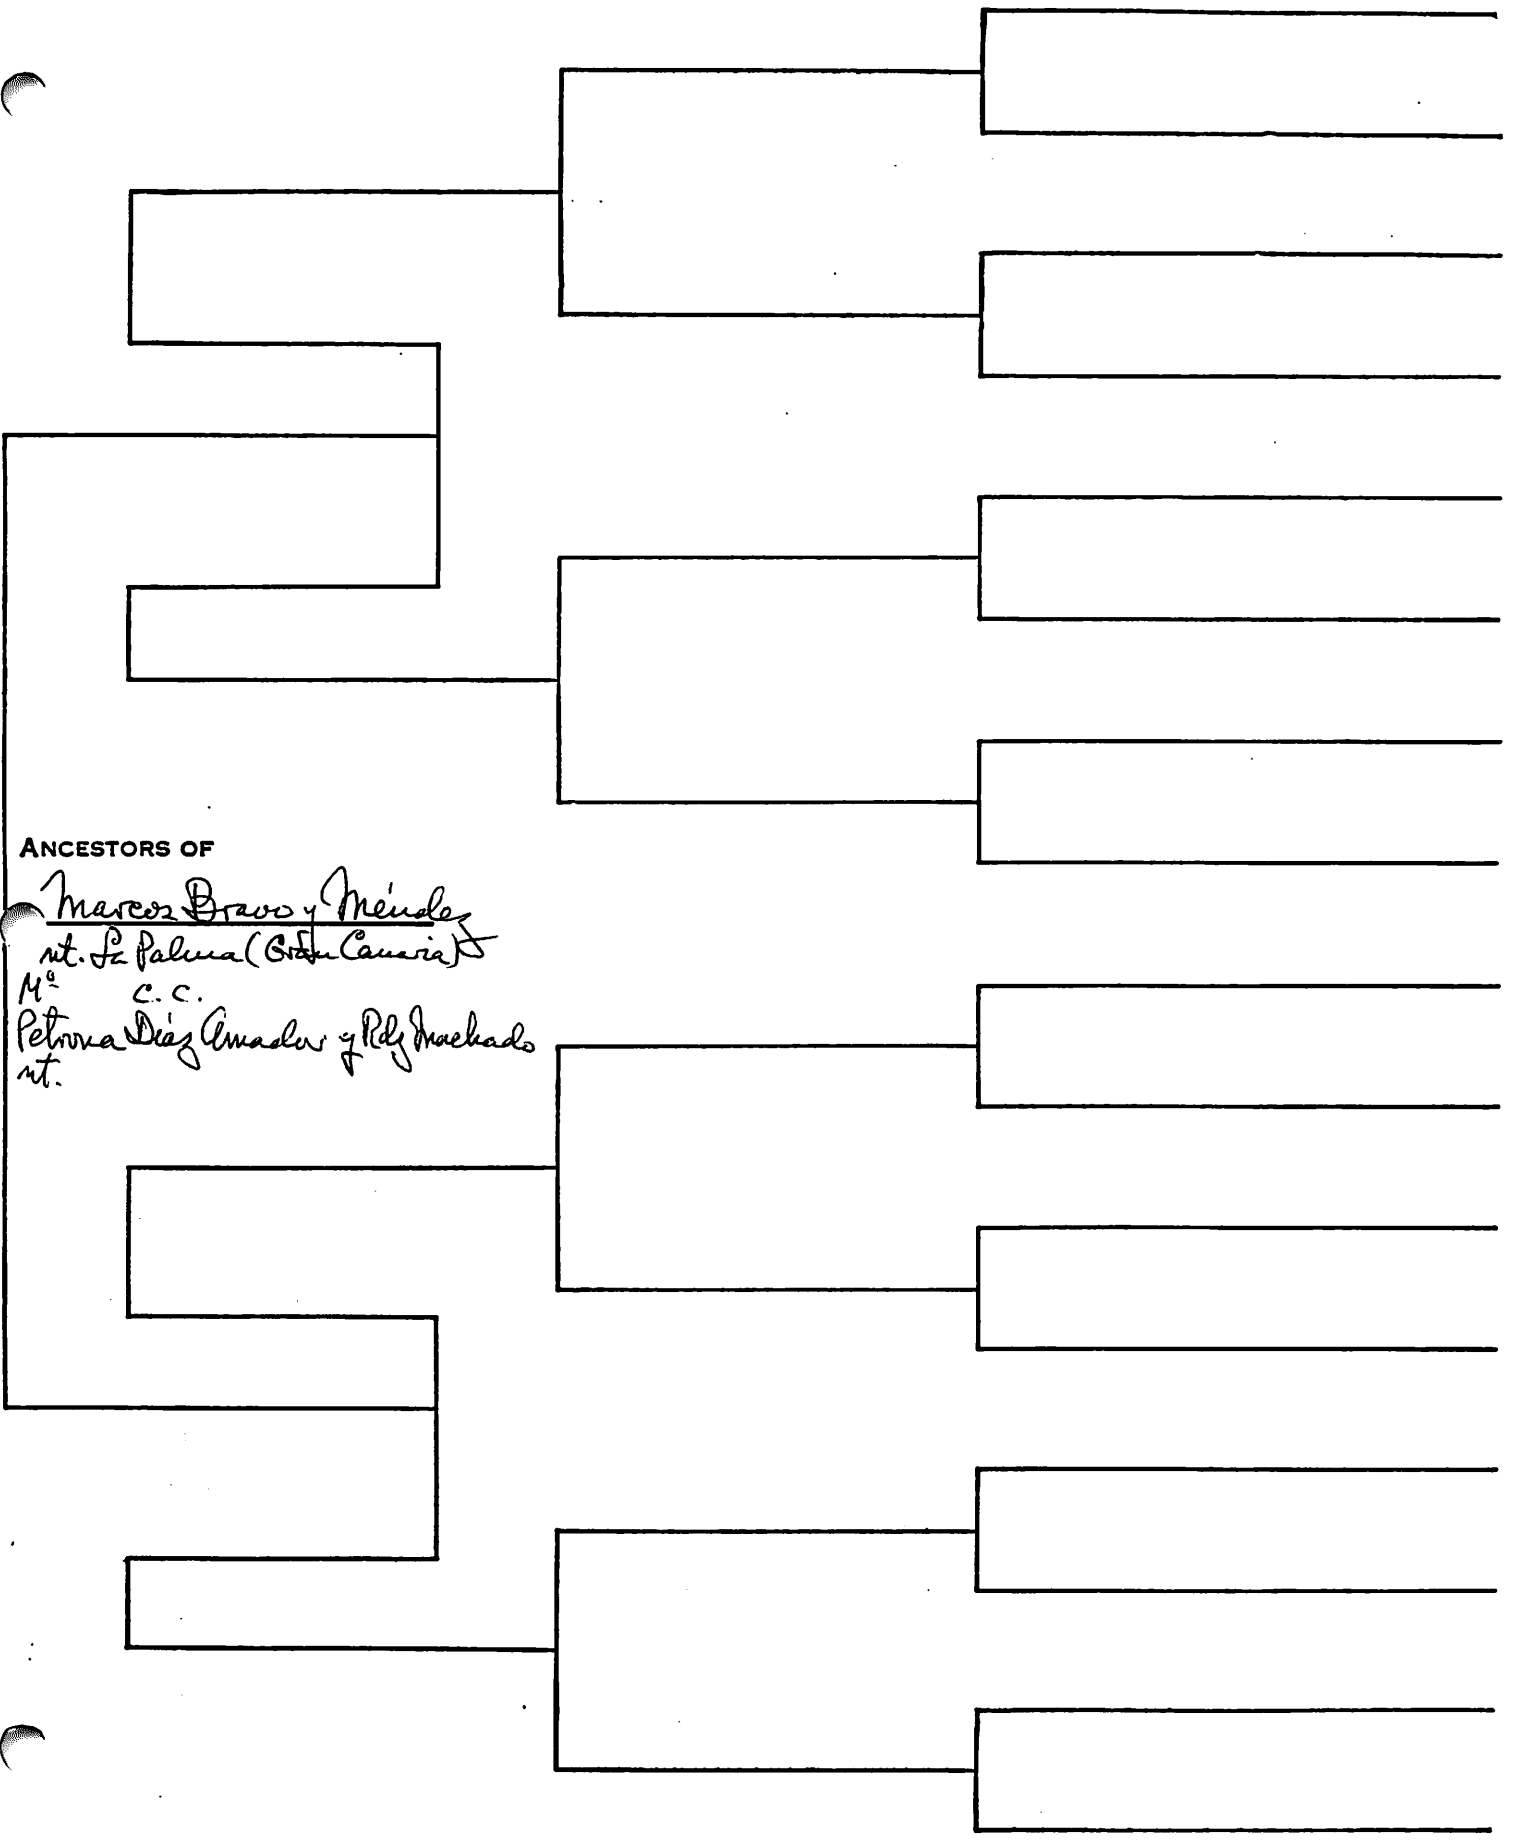 ANCESTORS OF
Marcos Bravo y Méndez
nt. La Palma (Gran Canaria)
Mº c. c.
Petrona Díaz Amador y Rdz Machado
nt.